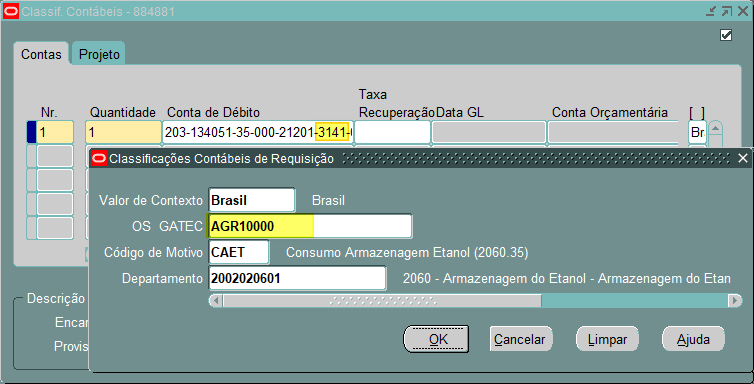 Classif. Contábeis - 884881
Contas Projeto
Taxa
Nr. Quantidade Conta de Débito Recuperação Data GL Conta Orçamentária [ ]
1 1 203-134051-35-000-21201-3141- Br
Classificações Contábeis de Requisição
Valor de Contexto Brasil Brasil
OS GATEC AGR10000
Código de Motivo CAET Consumo Armazenagem Etanol (2060.35)
Departamento 2002020601 2060 - Armazenagem do Etanol - Armazenagem do Etan
Descrição
Encar
Provis
OK Cancelar Limpar Ajuda